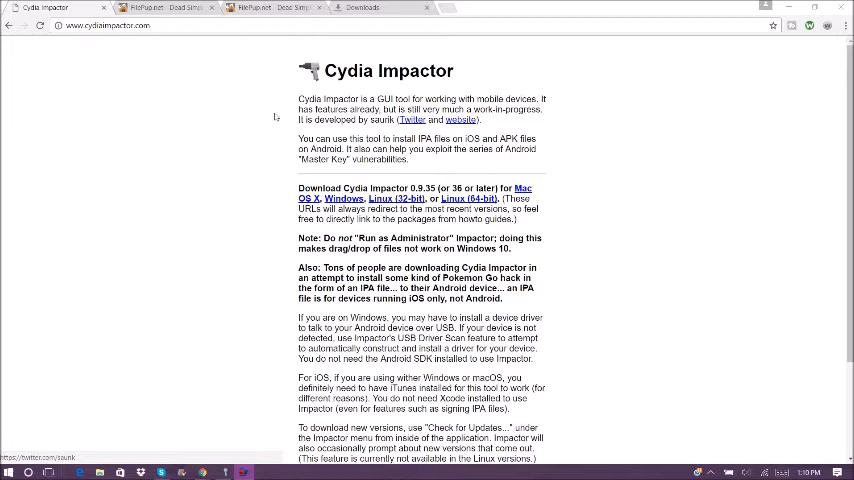 Cydia Impactor
FilePup.net - Dead Simpl
FilePup.net - Dead Simpl
Downloads
www.cydiaimpactor.com
Cydia Impactor
Cydia Impactor is a GUI tool for working with mobile devices. It
has features already, but is still very much a work-in-progress.
It is developed by saurik (Twitter and website).
You can use this tool to install IPA files on iOS and APK files
on Android. It also can help you exploit the series of Android
"Master Key" vulnerabilities.
Download Cydia Impactor 0.9.35 (or 36 or later) for Mac
OS X, Windows, Linux (32-bit), or Linux (64-bit). (These
URLs will always redirect to the most recent versions, so feel
free to directly link to the packages from howto guides.)
Note: Do not "Run as Administrator" Impactor; doing this
makes drag/drop of files not work on Windows 10.
Also: Tons of people are downloading Cydia Impactor in
an attempt to install some kind of Pokemon Go hack in
the form of an IPA file... to their Android device... an IPA
file is for devices running iOS only, not Android.
If you are on Windows, you may have to install a device driver
to talk to your Android device over USB. If your device is not
detected, use Impactor's USB Driver Scan feature to attempt
to automatically construct and install a driver for your device.
You do not need the Android SDK installed to use Impactor.
For iOS, if you are using wither Windows or macOS, you
definitely need to have iTunes installed for this tool to work (for
different reasons). You do not need Xcode installed to use
Impactor (even for features such as signing IPA files).
To download new versions, use "Check for Updates..." under
the Impactor menu from inside of the application. Impactor will
also occasionally prompt about new versions that come out.
(This feature is currently not available in the Linux versions.)
https://twitter.com/saurik
1:10 PM